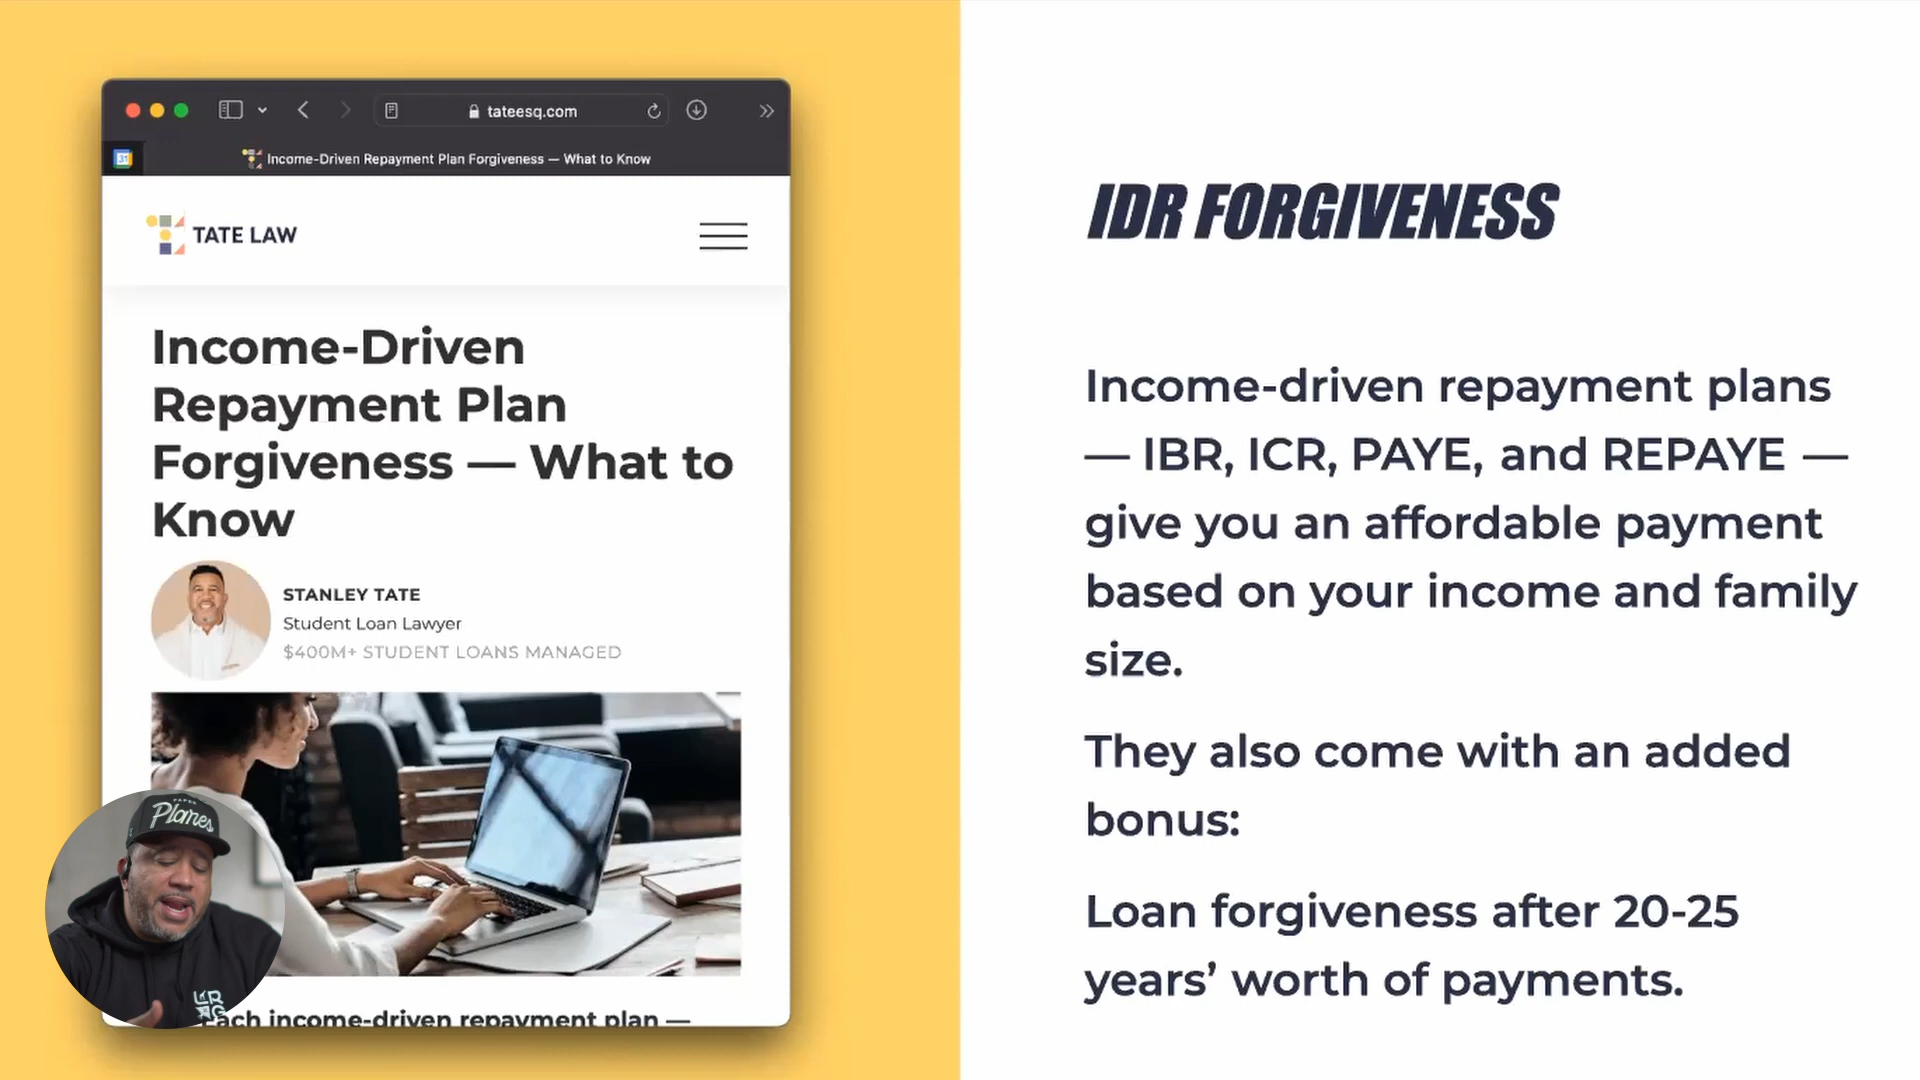 tateesq.com
31
Income-Driven Repayment Plan Forgiveness — What to Know
TATE LAW
Income-Driven
Repayment Plan
Forgiveness — What to
Know
STANLEY TATE
Student Loan Lawyer
$400M+ STUDENT LOANS MANAGED
Planes
Each income-driven repayment plan —
IDR FORGIVENESS
Income-driven repayment plans
— IBR, ICR, PAYE, and REPAYE —
give you an affordable payment
based on your income and family
size.
They also come with an added
bonus:
Loan forgiveness after 20-25
years’ worth of payments.